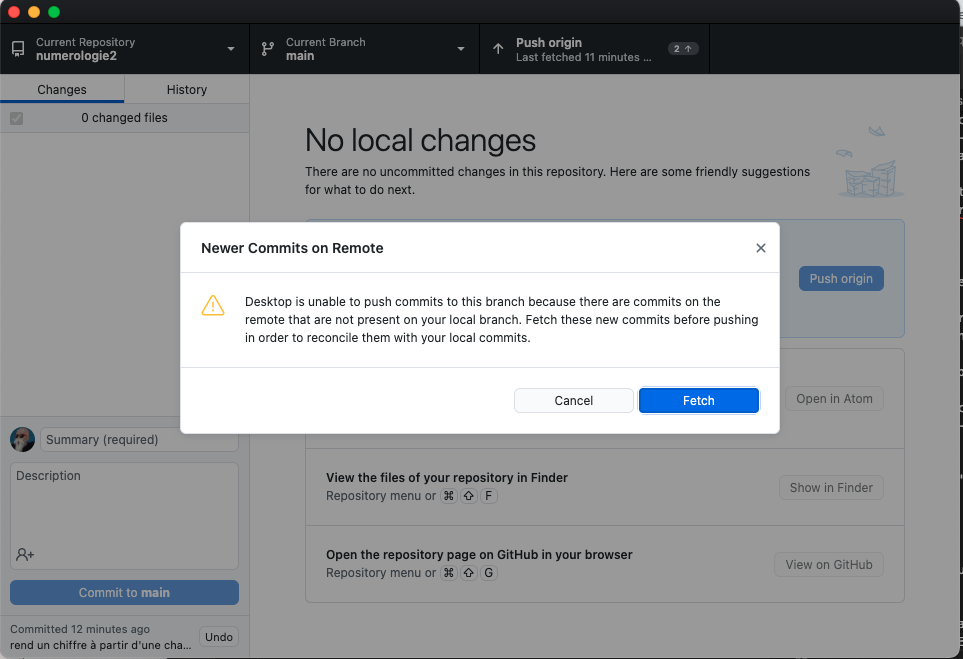 Current Repository
numerologie2
Current Branch
main
Push origin
Last fetched 11 minutes ...
2
Changes
History
0 changed files
No local changes
There are no uncommitted changes in this repository. Here are some friendly suggestions
for what to do next.
Push origin
Newer Commits on Remote
Desktop is unable to push commits to this branch because there are commits on the
remote that are not present on your local branch. Fetch these new commits before pushing
in order to reconcile them with your local commits.
Cancel
Fetch
Open in Atom
Summary (required)
Description
Commit to main
Committed 12 minutes ago
rend un chiffre à partir d'une cha...
Undo
View the files of your repository in Finder
Repository menu or ⌘ ⇧ F
Show in Finder
Open the repository page on GitHub in your browser
Repository menu or ⌘ ⇧ G
View on GitHub